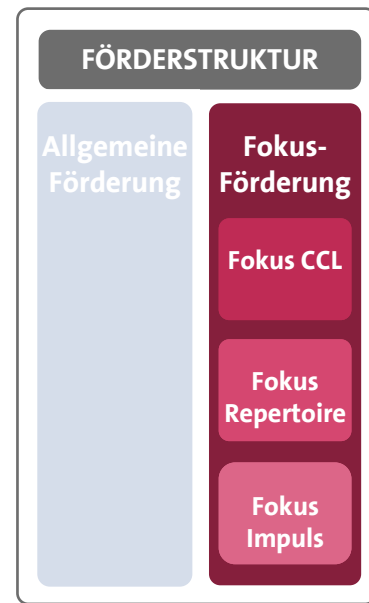 FÖRDERSTRUKTUR
Allgemeine
Förderung
Fokus-
Förderung
Fokus CCL
Fokus
Repertoire
Fokus
Impuls